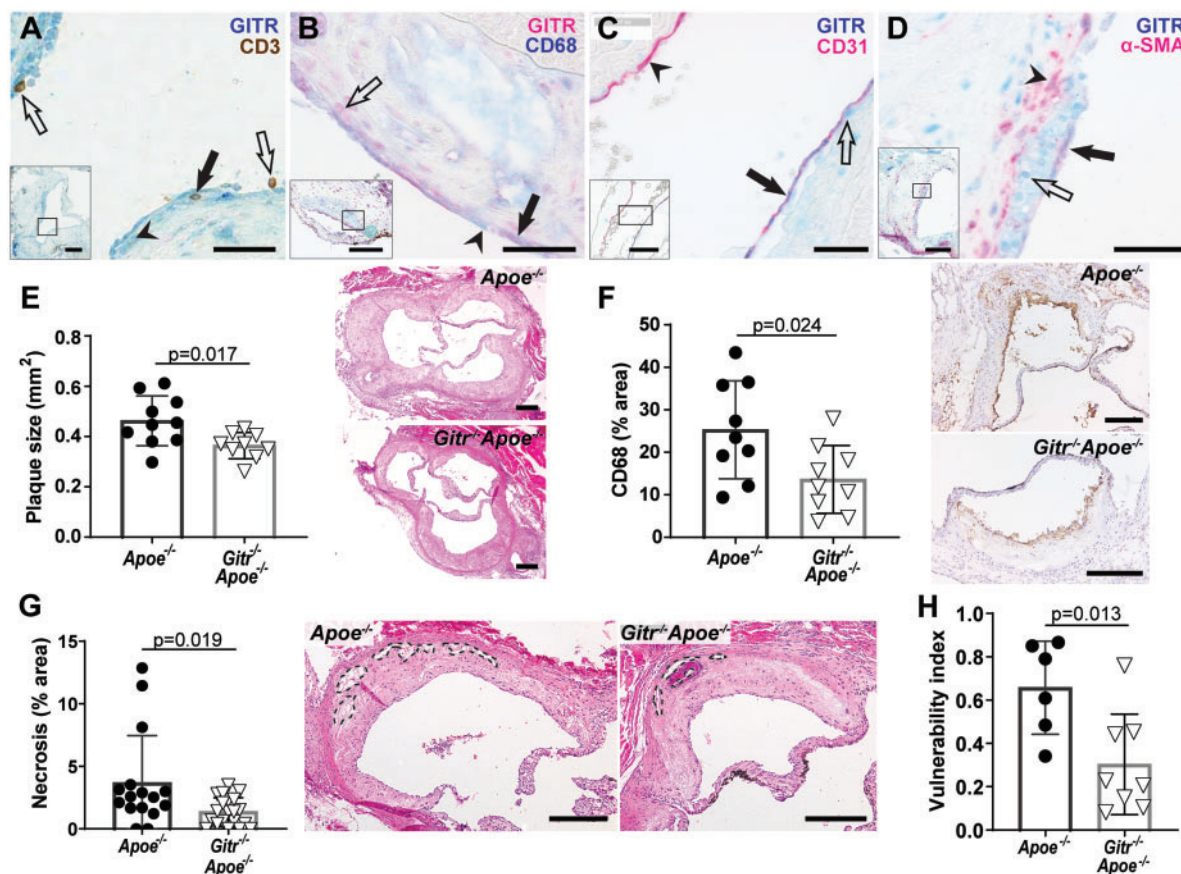 A
GITR
CD3
B
GITR
CD68
C
GITR
CD31
D
GITR
α-SMA
E
Plaque size (mm²)
0.8
0.6
0.4
0.2
0.0
p=0.017
Apoe-/-
Gitr-/-
Apoe-/-
Apoe-/-
Gitr-/-Apoe-/-
F
CD68 (% area)
50
40
30
20
10
0
p=0.024
Apoe-/-
Gitr-/-
Apoe-/-
Apoe-/-
Gitr-/-Apoe-/-
G
Necrosis (% area)
15
10
5
0
p=0.019
Apoe-/-
Gitr-/-
Apoe-/-
Apoe-/-
Gitr-/-Apoe-/-
H
Vulnerability index
1.0
0.8
0.6
0.4
0.2
0.0
p=0.013
Apoe-/-
Gitr-/-
Apoe-/-